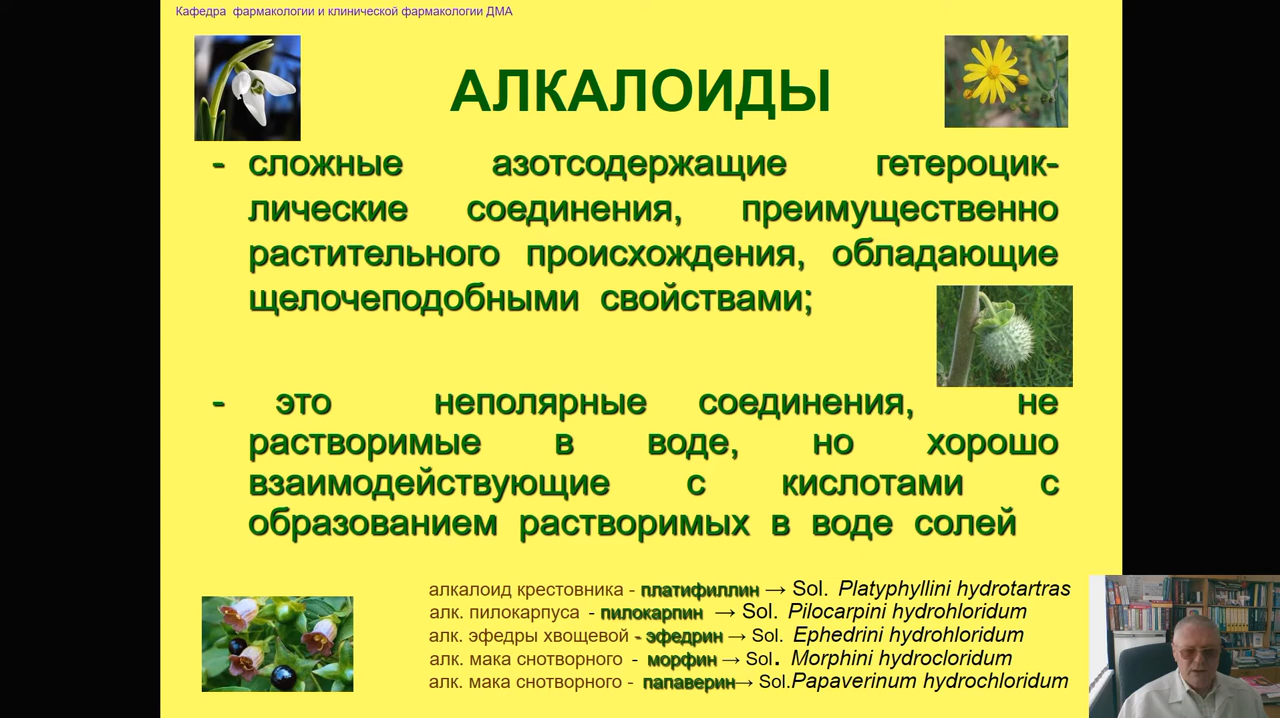 Кафедра фармакологии и клинической фармакологии ДМА
АЛКАЛОИДЫ
- сложные азотсодержащие гетероцик-
лические соединения, преимущественно
растительного происхождения, обладающие
щелочеподобными свойствами;
- это неполярные соединения, не
растворимые в воде, но хорошо
взаимодействующие с кислотами с
образованием растворимых в воде солей
алкалоид крестовника - платифиллин → Sol. Platyphyllini hydrotartras
алк. пилокарпуса - пилокарпин → Sol. Pilocarpini hydrohloridum
алк. эфедры хвощевой - эфедрин → Sol. Ephedrini hydrohloridum
алк. мака снотворного - морфин → Sol. Morphini hydrocloridum
алк. мака снотворного - папаверин→ Sol.Papaverinum hydrochloridum